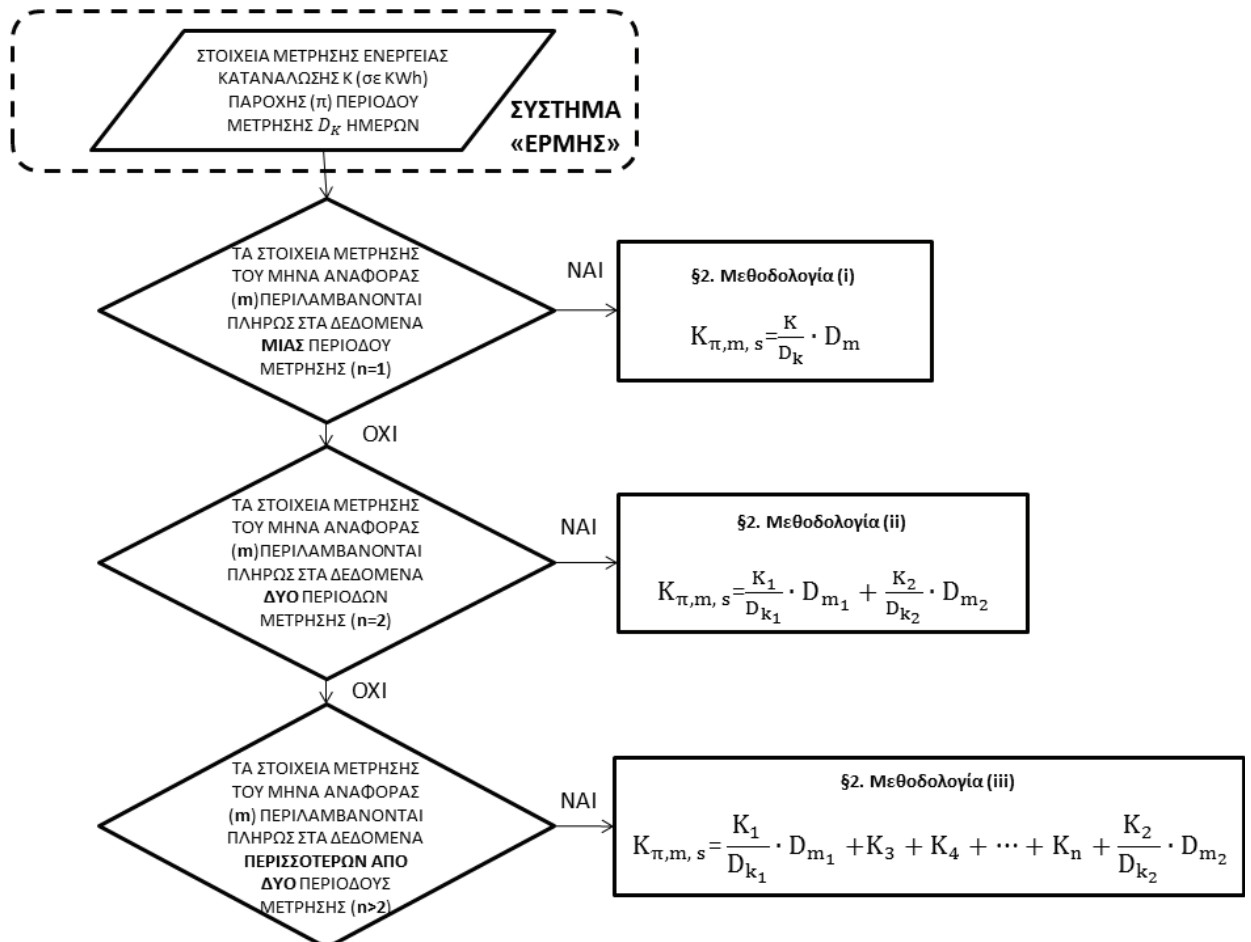 ΣΤΟΙΧΕΙΑ ΜΕΤΡΗΣΗΣ ΕΝΕΡΓΕΙΑΣ
ΚΑΤΑΝΑΛΩΣΗΣ Κ (σε KWh)
ΠΑΡΟΧΗΣ (π) ΠΕΡΙΟΔΟΥ
ΜΕΤΡΗΣΗΣ D_K ΗΜΕΡΩΝ
ΣΥΣΤΗΜΑ
«ΕΡΜΗΣ»
ΤΑ ΣΤΟΙΧΕΙΑ ΜΕΤΡΗΣΗΣ
ΤΟΥ ΜΗΝΑ ΑΝΑΦΟΡΑΣ
(m)ΠΕΡΙΛΑΜΒΑΝΟΝΤΑΙ
ΠΛΗΡΩΣ ΣΤΑ ΔΕΔΟΜΕΝΑ
ΜΙΑΣ ΠΕΡΙΟΔΟΥ
ΜΕΤΡΗΣΗΣ (n=1)
ΝΑΙ
§2. Μεθοδολογία (i)
K_{π,m, s}=\frac{K}{D_k} · D_m
ΟΧΙ
ΤΑ ΣΤΟΙΧΕΙΑ ΜΕΤΡΗΣΗΣ
ΤΟΥ ΜΗΝΑ ΑΝΑΦΟΡΑΣ
(m)ΠΕΡΙΛΑΜΒΑΝΟΝΤΑΙ
ΠΛΗΡΩΣ ΣΤΑ ΔΕΔΟΜΕΝΑ
ΔΥΟ ΠΕΡΙΟΔΩΝ
ΜΕΤΡΗΣΗΣ (n=2)
ΝΑΙ
§2. Μεθοδολογία (ii)
K_{π,m, s}=\frac{K_1}{D_{k_1}} · D_{m_1} + \frac{K_2}{D_{k_2}} · D_{m_2}
ΟΧΙ
ΤΑ ΣΤΟΙΧΕΙΑ ΜΕΤΡΗΣΗΣ
ΤΟΥ ΜΗΝΑ ΑΝΑΦΟΡΑΣ
(m) ΠΕΡΙΛΑΜΒΑΝΟΝΤΑΙ
ΠΛΗΡΩΣ ΣΤΑ ΔΕΔΟΜΕΝΑ
ΠΕΡΙΣΣΟΤΕΡΩΝ ΑΠΟ
ΔΥΟ ΠΕΡΙΟΔΟΥΣ
ΜΕΤΡΗΣΗΣ (n>2)
ΝΑΙ
§2. Μεθοδολογία (iii)
K_{π,m, s}=\frac{K_1}{D_{k_1}} · D_{m_1} +K_3 + K_4 + ⋯ + K_n + \frac{K_2}{D_{k_2}} · D_{m_2}